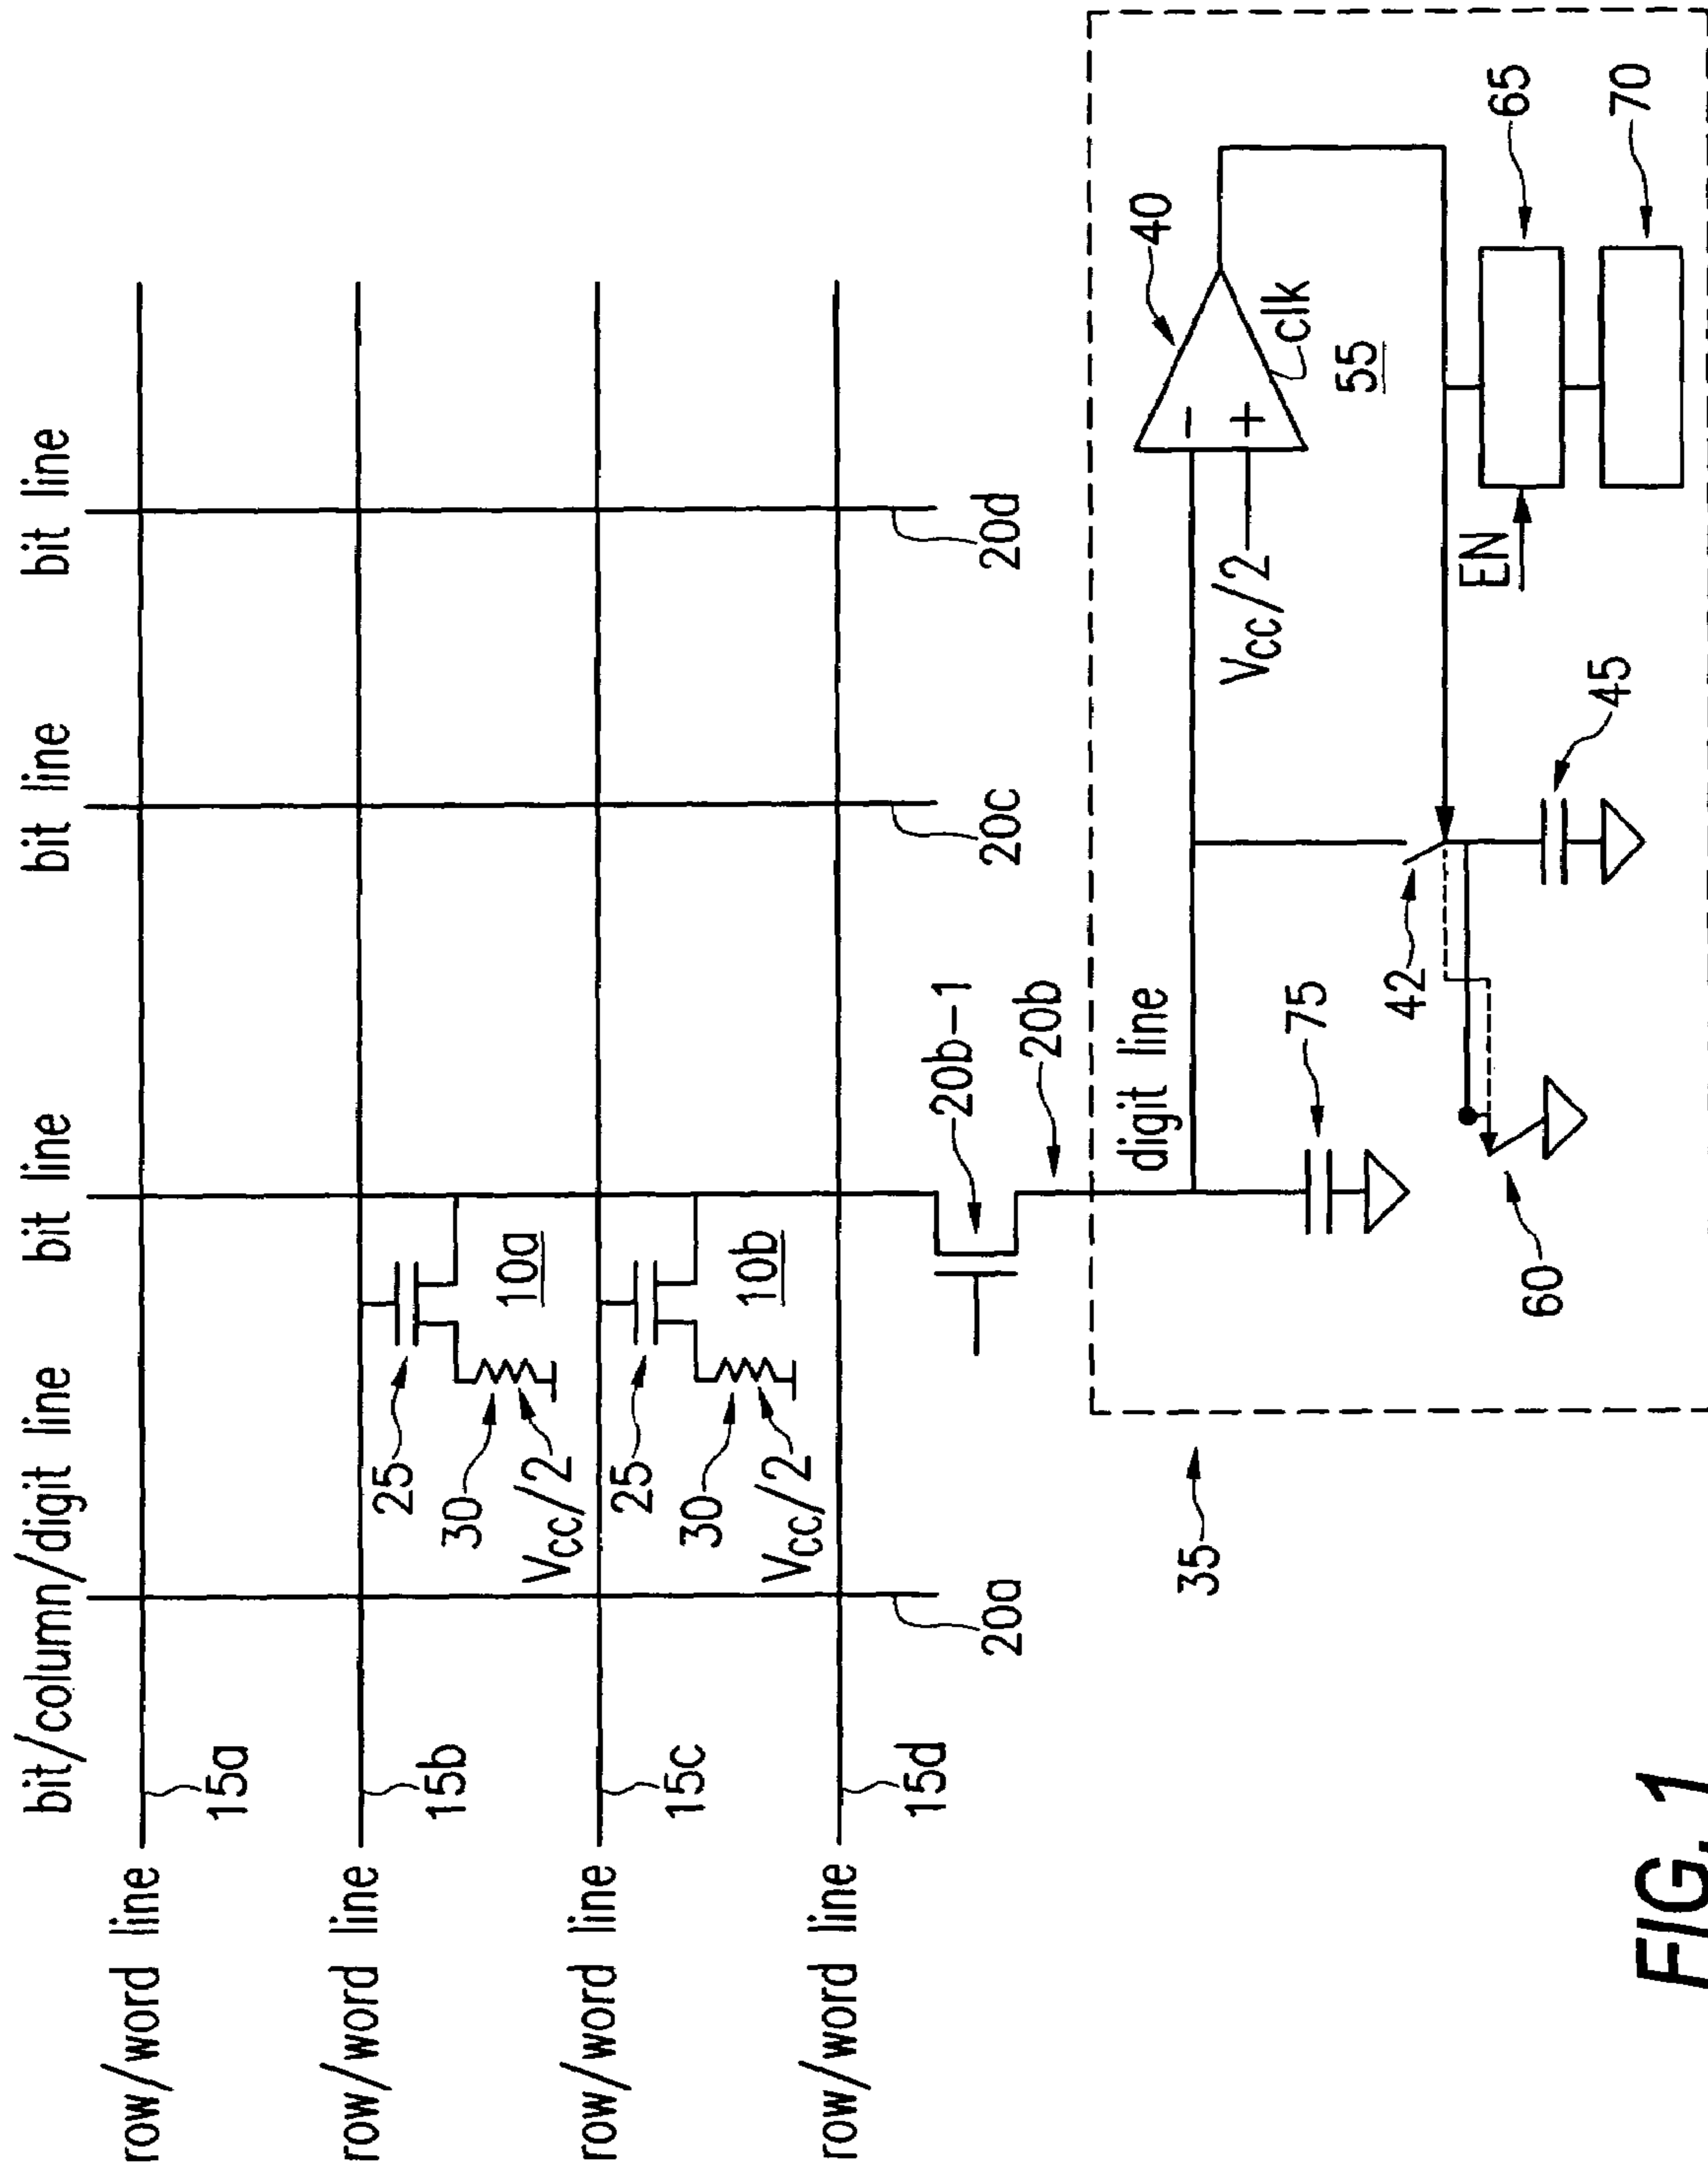 bit/column/digit line
bit line
bit line
bit line
row/word line
15a
row/word line
15b
25
10a
30
Vcc/2
row/word line
15c
25
10b
30
Vcc/2
row/word line
15d
20a
20b-1
20c
20d
20b
35
digit line
40
-
+
Vcc/2
clk
55
75
42
EN
65
60
45
70
FIG. 1